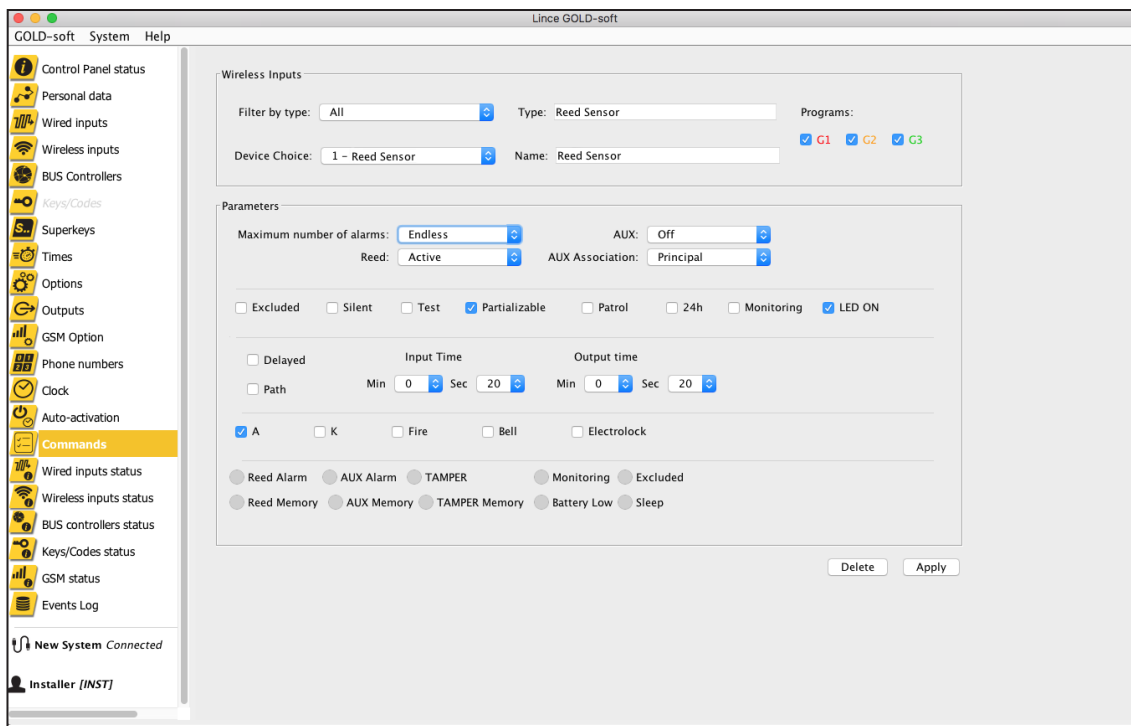 Lince GOLD-soft
GOLD-soft System Help
Control Panel status
Personal data
Wired inputs
Wireless inputs
BUS Controllers
Keys/Codes
Superkeys
Times
Options
Outputs
GSM Option
Phone numbers
Clock
Auto-activation
Commands
Wired inputs status
Wireless inputs status
BUS controllers status
Keys/Codes status
GSM status
Events Log
New System Connected
Installer [INST]
Wireless Inputs
Filter by type: All Type: Reed Sensor Programs:
G1 G2 G3
Device Choice: 1 - Reed Sensor Name: Reed Sensor
Parameters
Maximum number of alarms: Endless AUX: Off
Reed: Active AUX Association: Principal
Excluded Silent Test Partializable Patrol 24h Monitoring LED ON
Delayed Input Time Output time
Path Min 0 Sec 20 Min 0 Sec 20
A K Fire Bell Electrolock
Reed Alarm AUX Alarm TAMPER Monitoring Excluded
Reed Memory AUX Memory TAMPER Memory Battery Low Sleep
Delete Apply